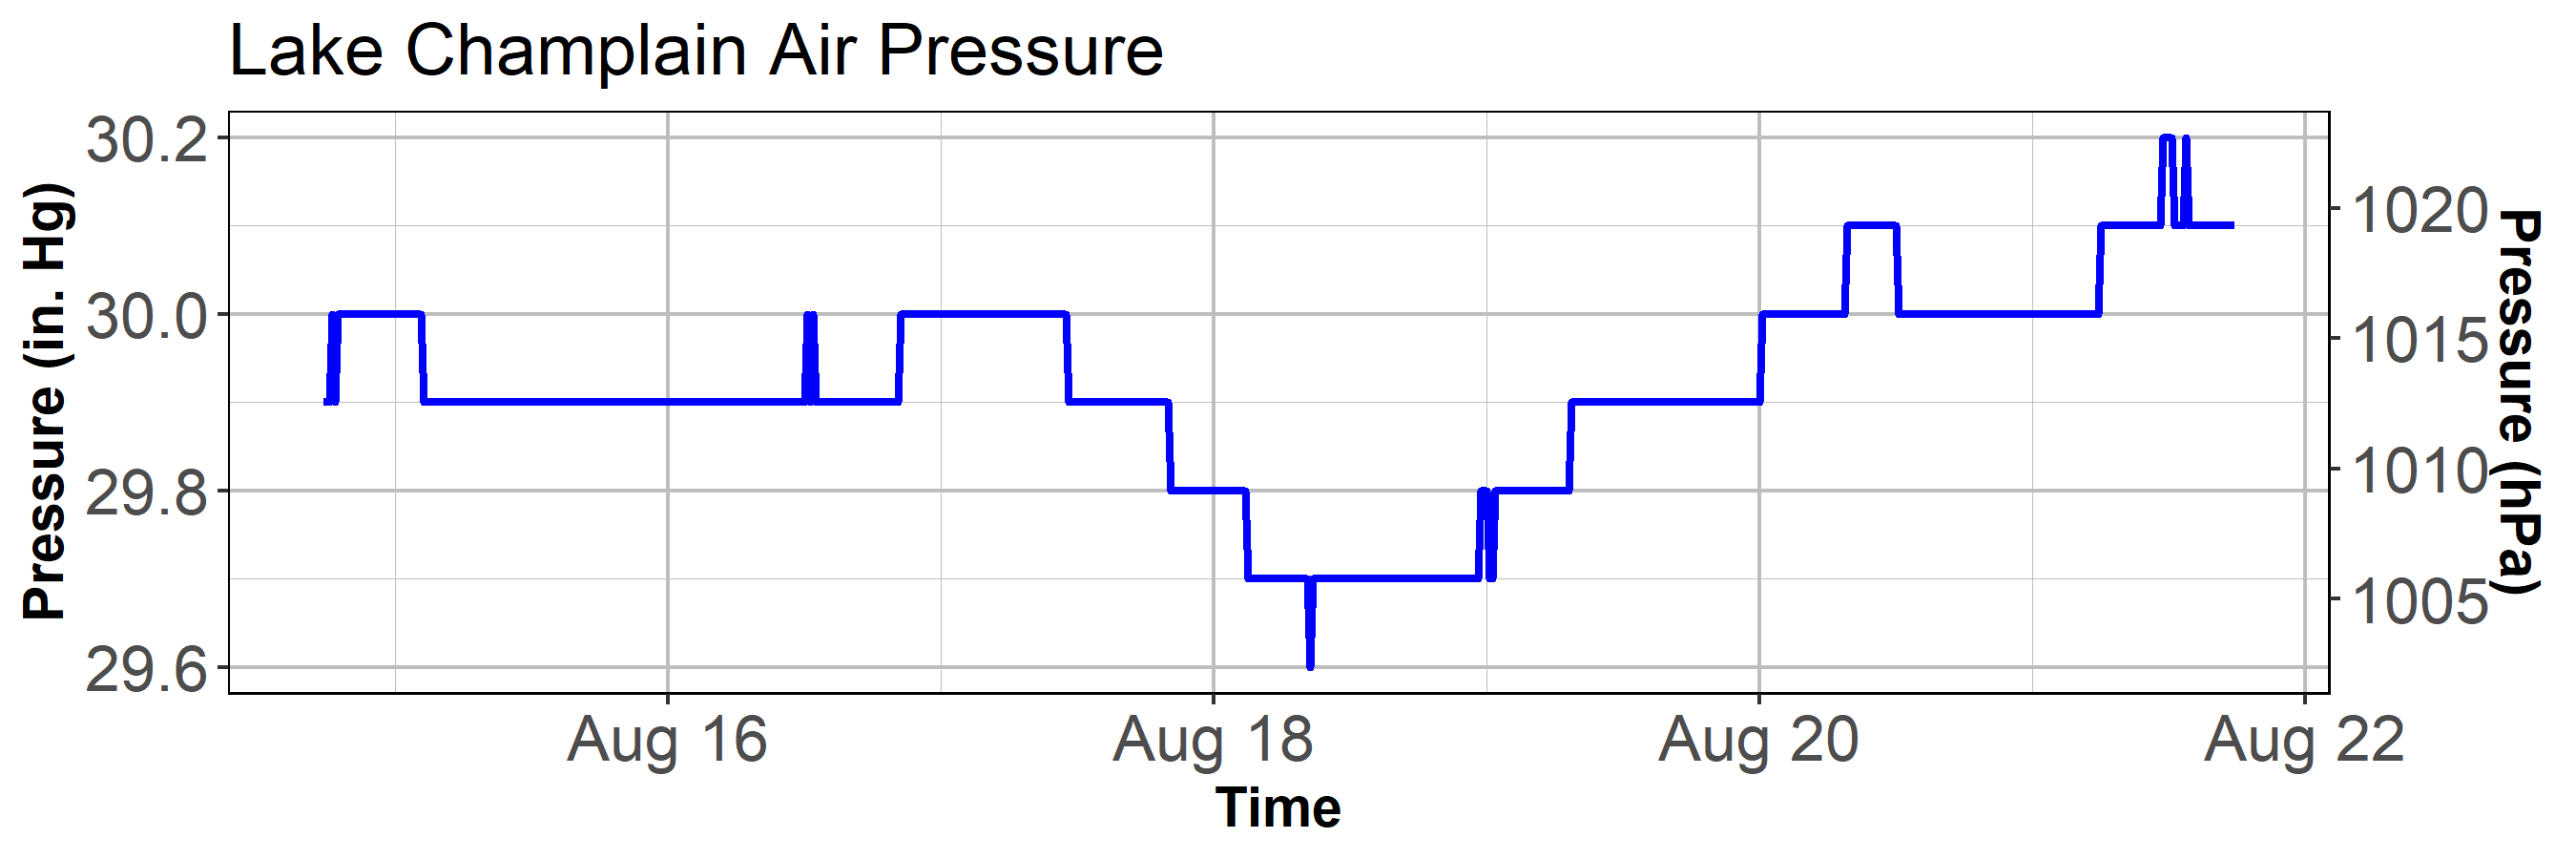 Lake Champlain Air Pressure
30.2
30.0
29.8
29.6
Pressure (in. Hg)
1020
1015
1010
1005
Pressure (hPa)
Aug 16
Aug 18
Aug 20
Aug 22
Time